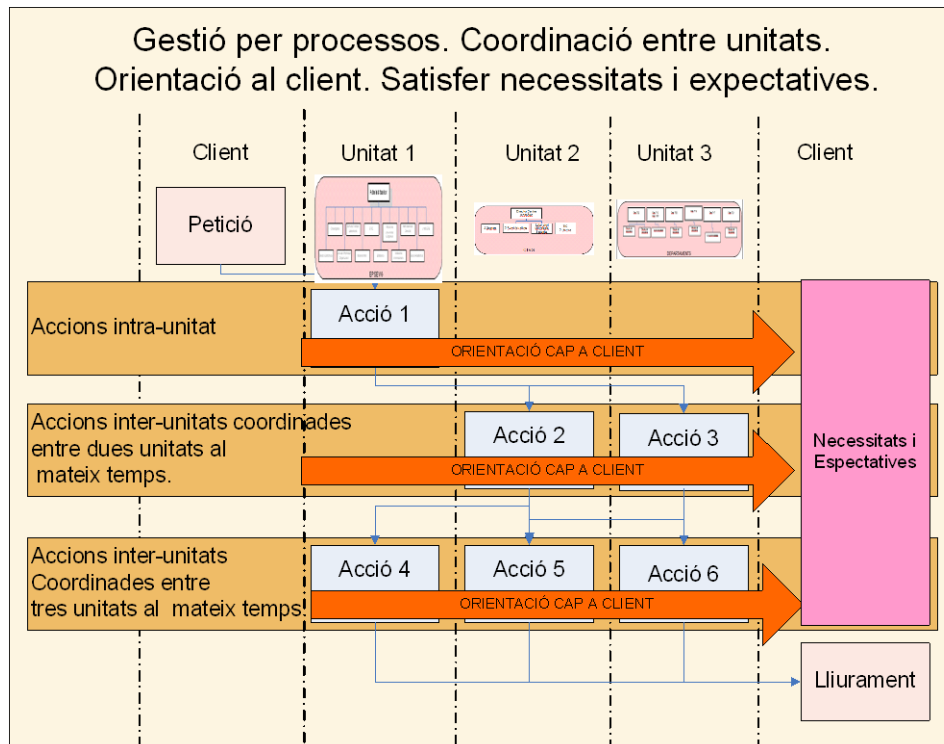 Gestió per processos. Coordinació entre unitats.
Orientació al client. Satisfer necessitats i expectatives.
Client
Unitat 1
Unitat 2
Unitat 3
Client
Petició
Accions intra-unitat
Acció 1
ORIENTACIÓ CAP A CLIENT
Accions inter-unitats coordinades
entre dues unitats al
mateix temps.
Acció 2
Acció 3
ORIENTACIÓ CAP A CLIENT
Necessitats i
Espectatives
Accions inter-unitats
Coordinades entre
tres unitats al mateix temps.
Acció 4
Acció 5
Acció 6
ORIENTACIÓ CAP A CLIENT
Lliurament